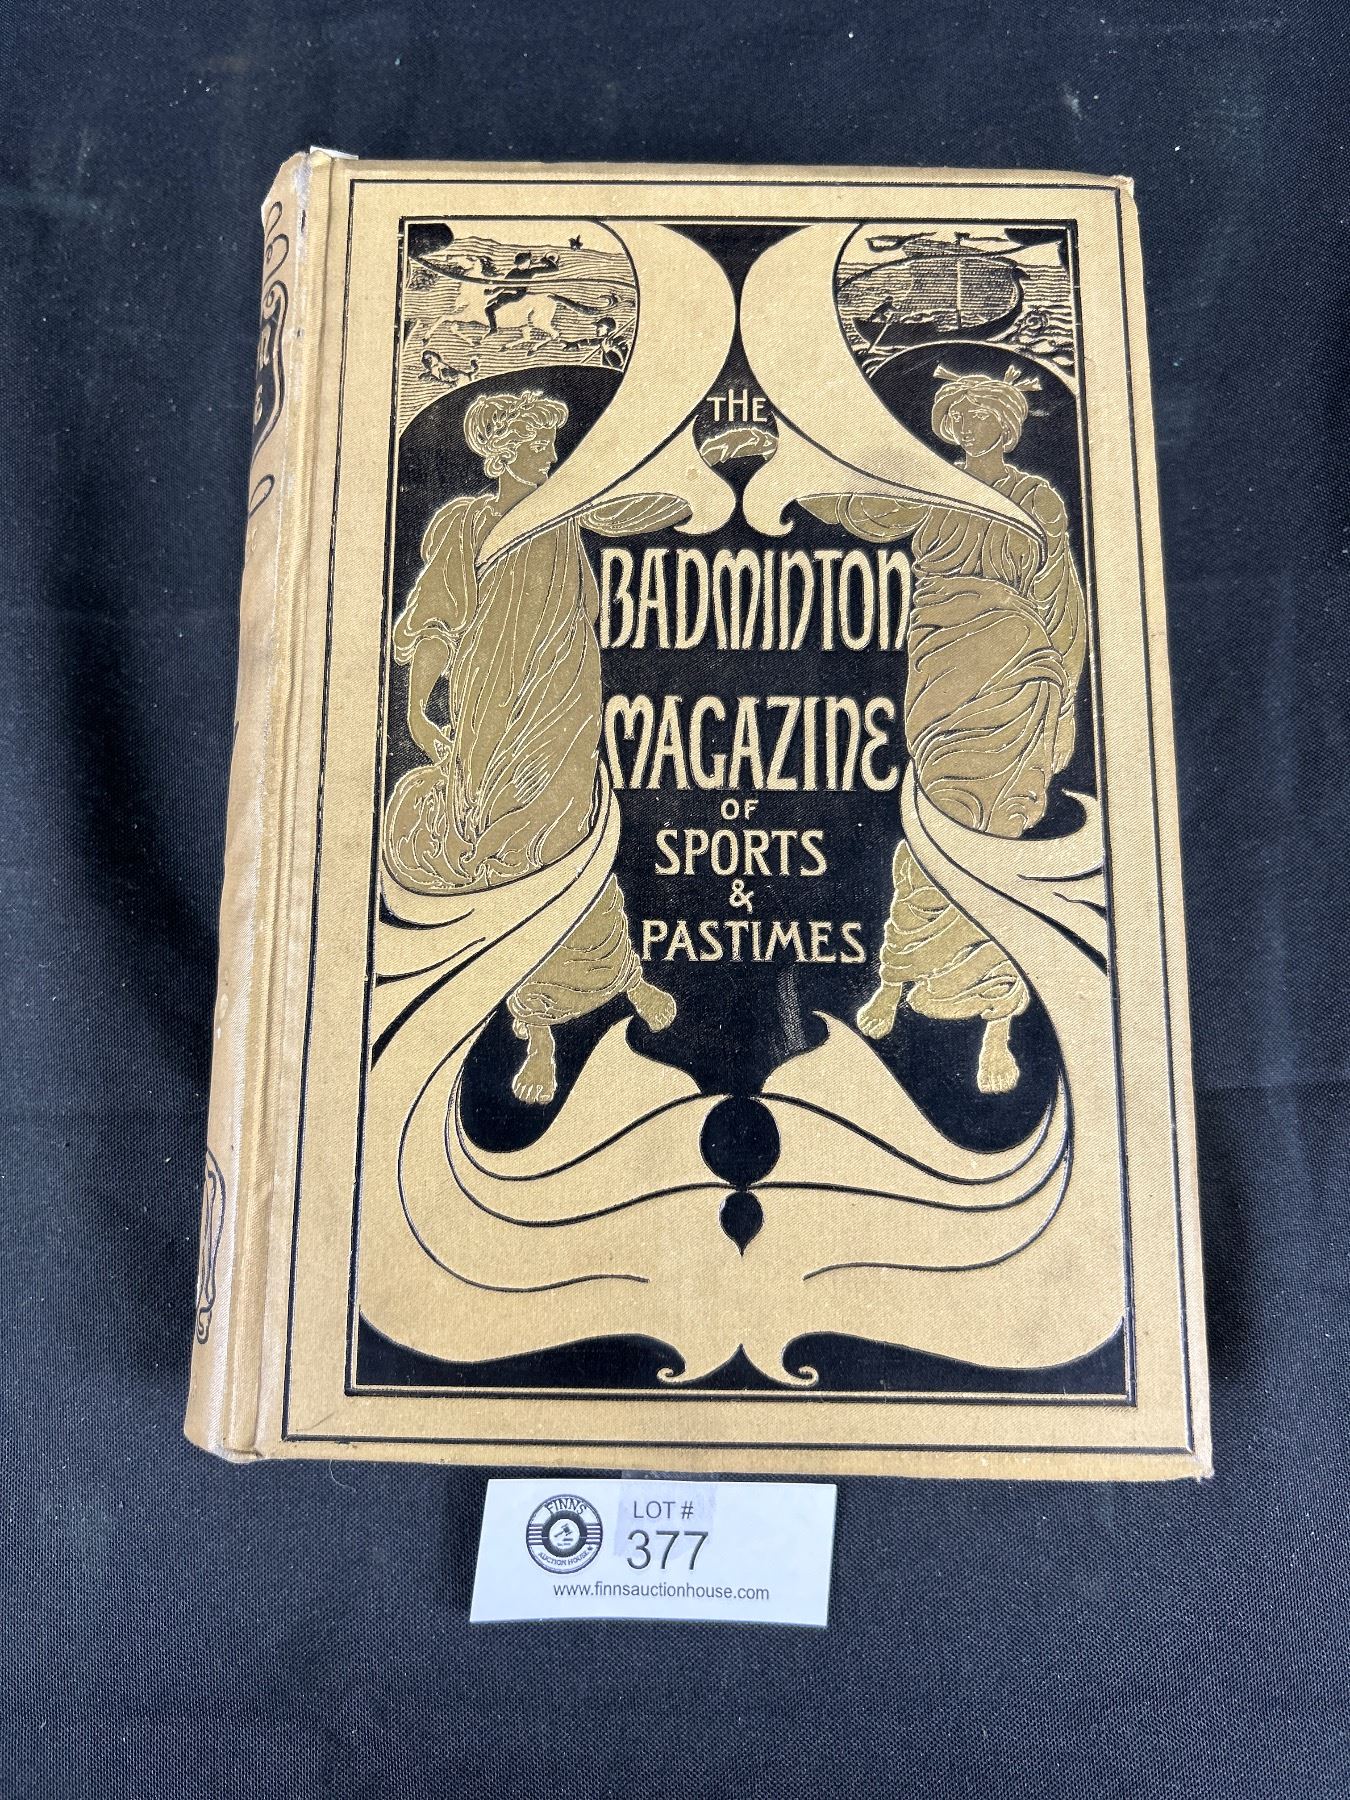 THE
BADMINTON
MAGAZINE
OF
SPORTS
&
PASTIMES
FINNS
AUCTION HOUSE
LOT #
377
www.finnsauctionhouse.com